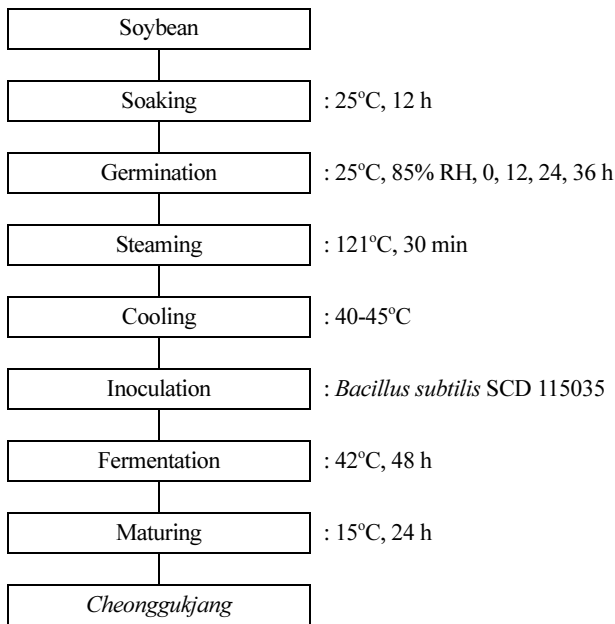 Soybean
Soaking : 25°C, 12 h
Germination : 25°C, 85% RH, 0, 12, 24, 36 h
Steaming : 121°C, 30 min
Cooling : 40-45°C
Inoculation : Bacillus subtilis SCD 115035
Fermentation : 42°C, 48 h
Maturing : 15°C, 24 h
Cheonggukjang